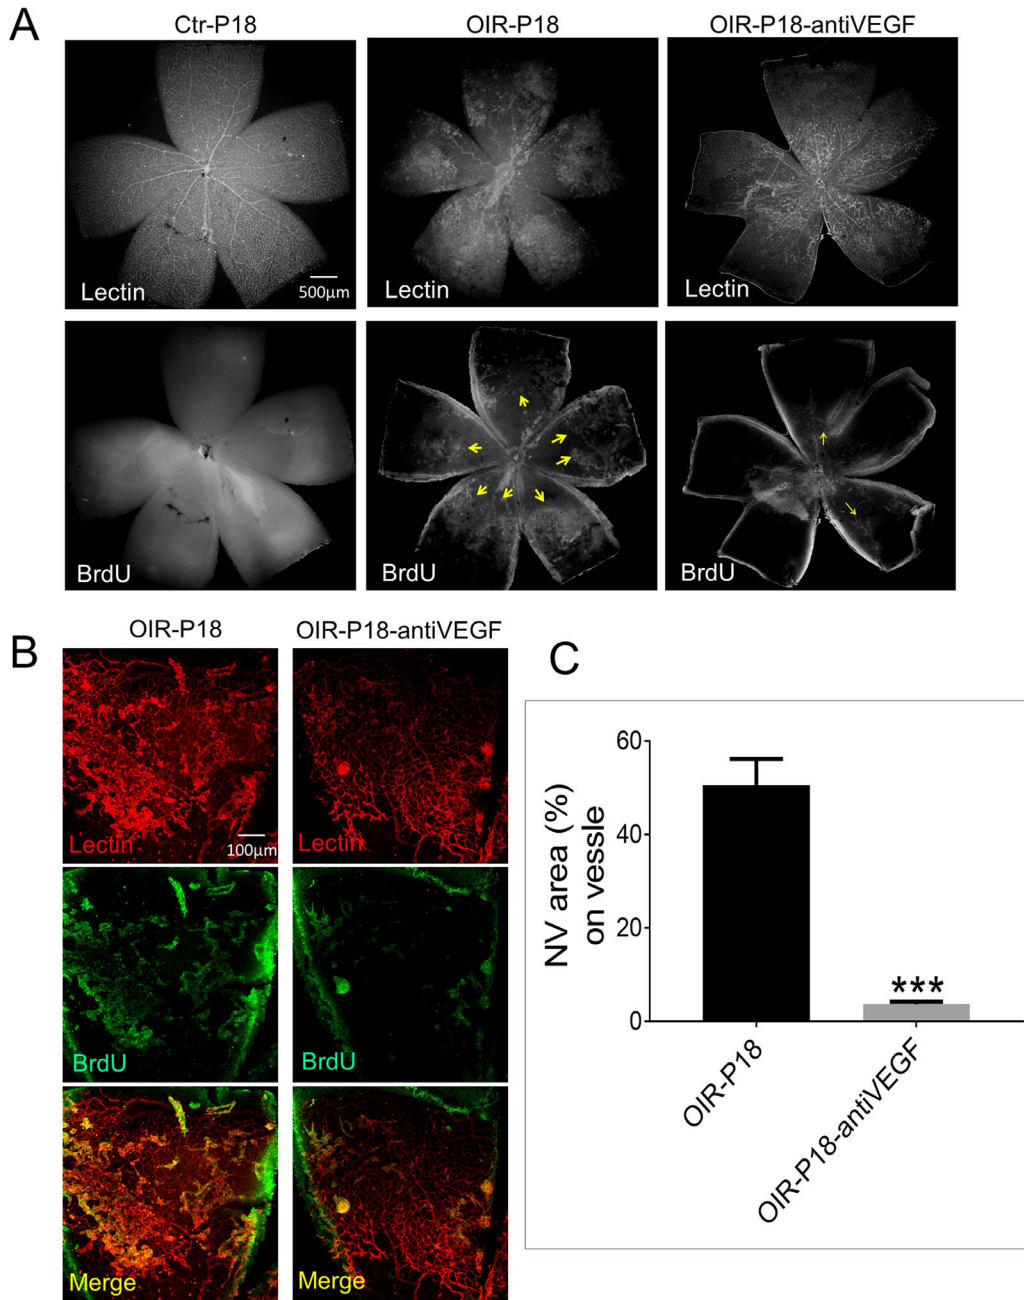 A
Ctr-P18
OIR-P18
OIR-P18-antiVEGF
Lectin
500µm
Lectin
Lectin
BrdU
BrdU
BrdU
B
OIR-P18
OIR-P18-antiVEGF
Lectin
100µm
Lectin
BrdU
BrdU
Merge
Merge
C
NV area (%)
on vessle
60
40
20
0
***
OIR-P18
OIR-P18-antiVEGF